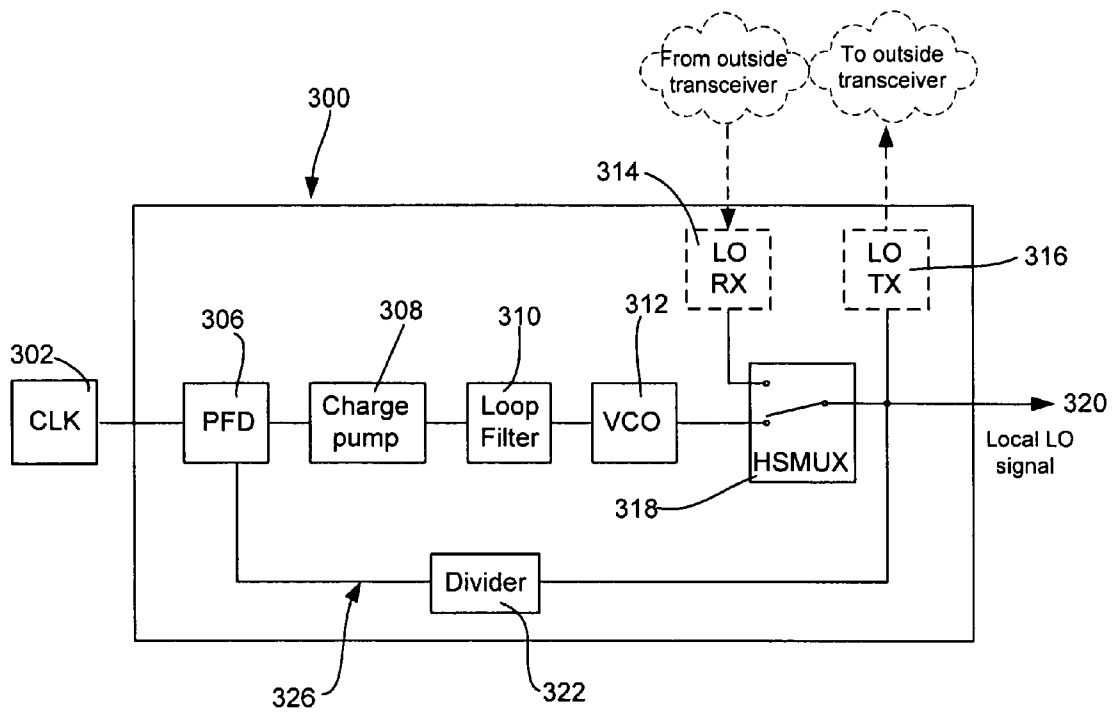 From outside
transceiver
To outside
transceiver
300
314
LO
RX
LO
TX
316
302
306
308
310
312
CLK
PFD
Charge
pump
Loop
Filter
VCO
HSMUX
318
320
Local LO
signal
Divider
326
322